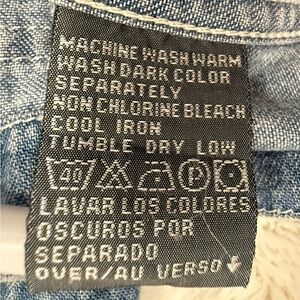 MACHINE WASH WARM
WASH DARK COLOR
SEPARATELY
NON CHLORINE BLEACH
COOL IRON
TUMBLE DRY LOW
40 P
LAVAR LOS COLORES
OSCUROS POR
SEPARADO
OVER/AU VERSO